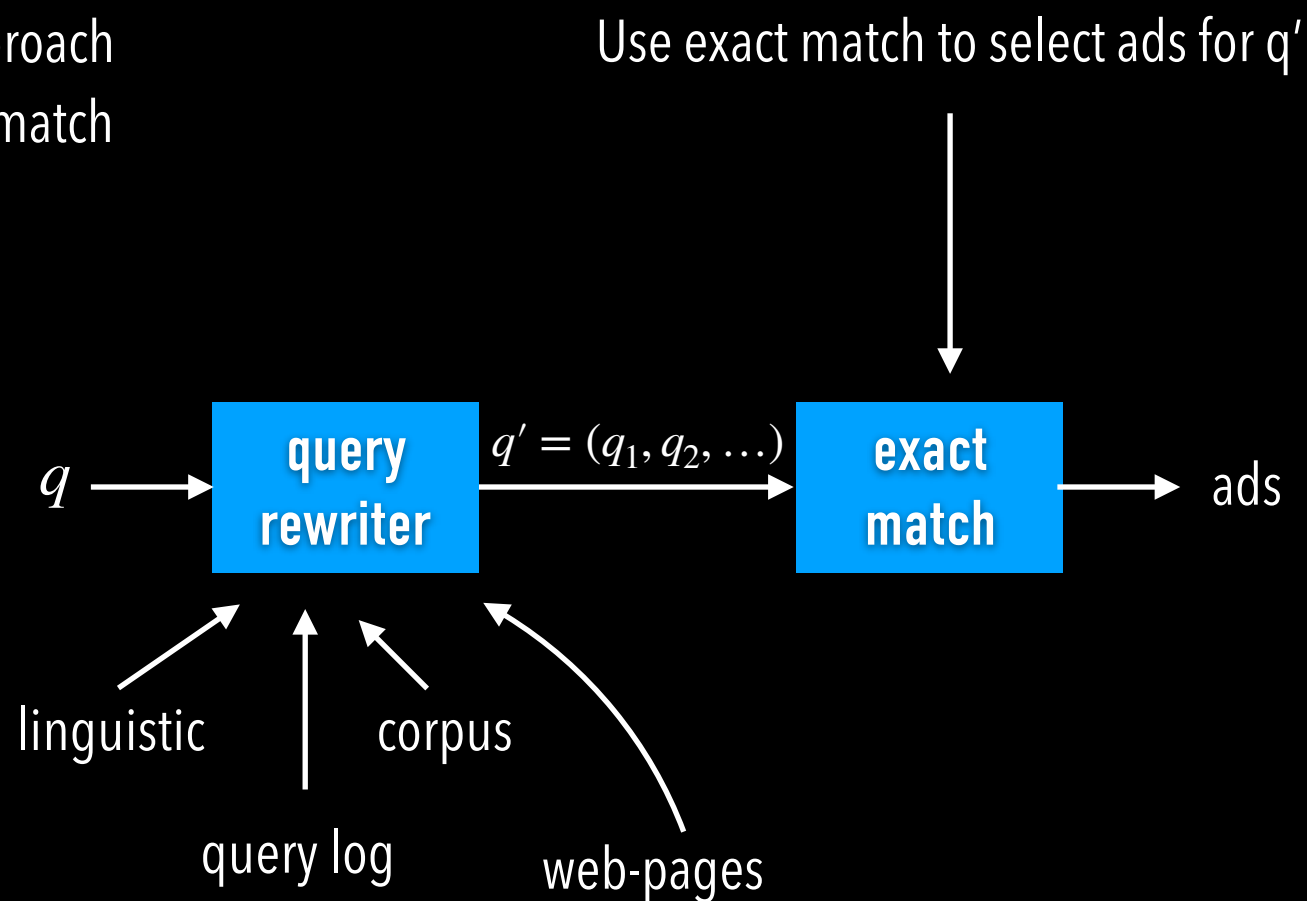 roach
match
Use exact match to select ads for q′
q
query
rewriter
q′ = (q₁, q₂, …)
exact
match
ads
linguistic
corpus
query log
web-pages